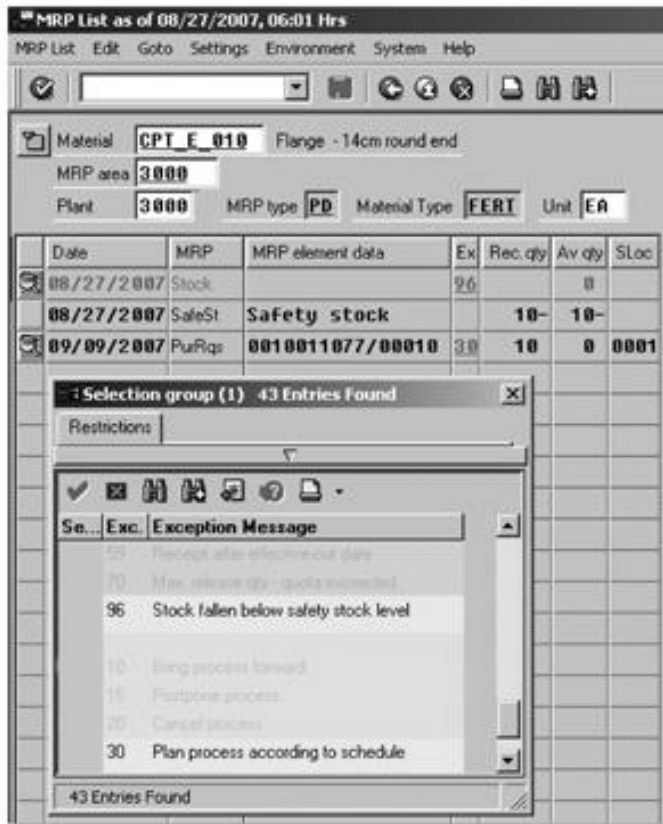 MRP List as of 08/27/2007, 06:01 Hrs
MRP List Edit Goto Settings Environment System Help
Material CPT_E_010 Flange - 14cm round end
MRP area 3000
Plant 3000 MRP type PD Material Type FERT Unit EA
Date MRP MRP element data Ex Rec. qty Av qty SLoc
08/27/2007 Stock 96 0
08/27/2007 SafeSt Safety stock 10- 10-
09/09/2007 PurRqs 0010011077/00010 30 10 0 0001
Selection group (1) 43 Entries Found
Restrictions
Se... Exc. Exception Message
59 Receipt after effective-out date
70 Max. release qty - quota exceeded
96 Stock fallen below safety stock level
10 Bring process forward
15 Postpone process
20 Cancel process
30 Plan process according to schedule
43 Entries Found